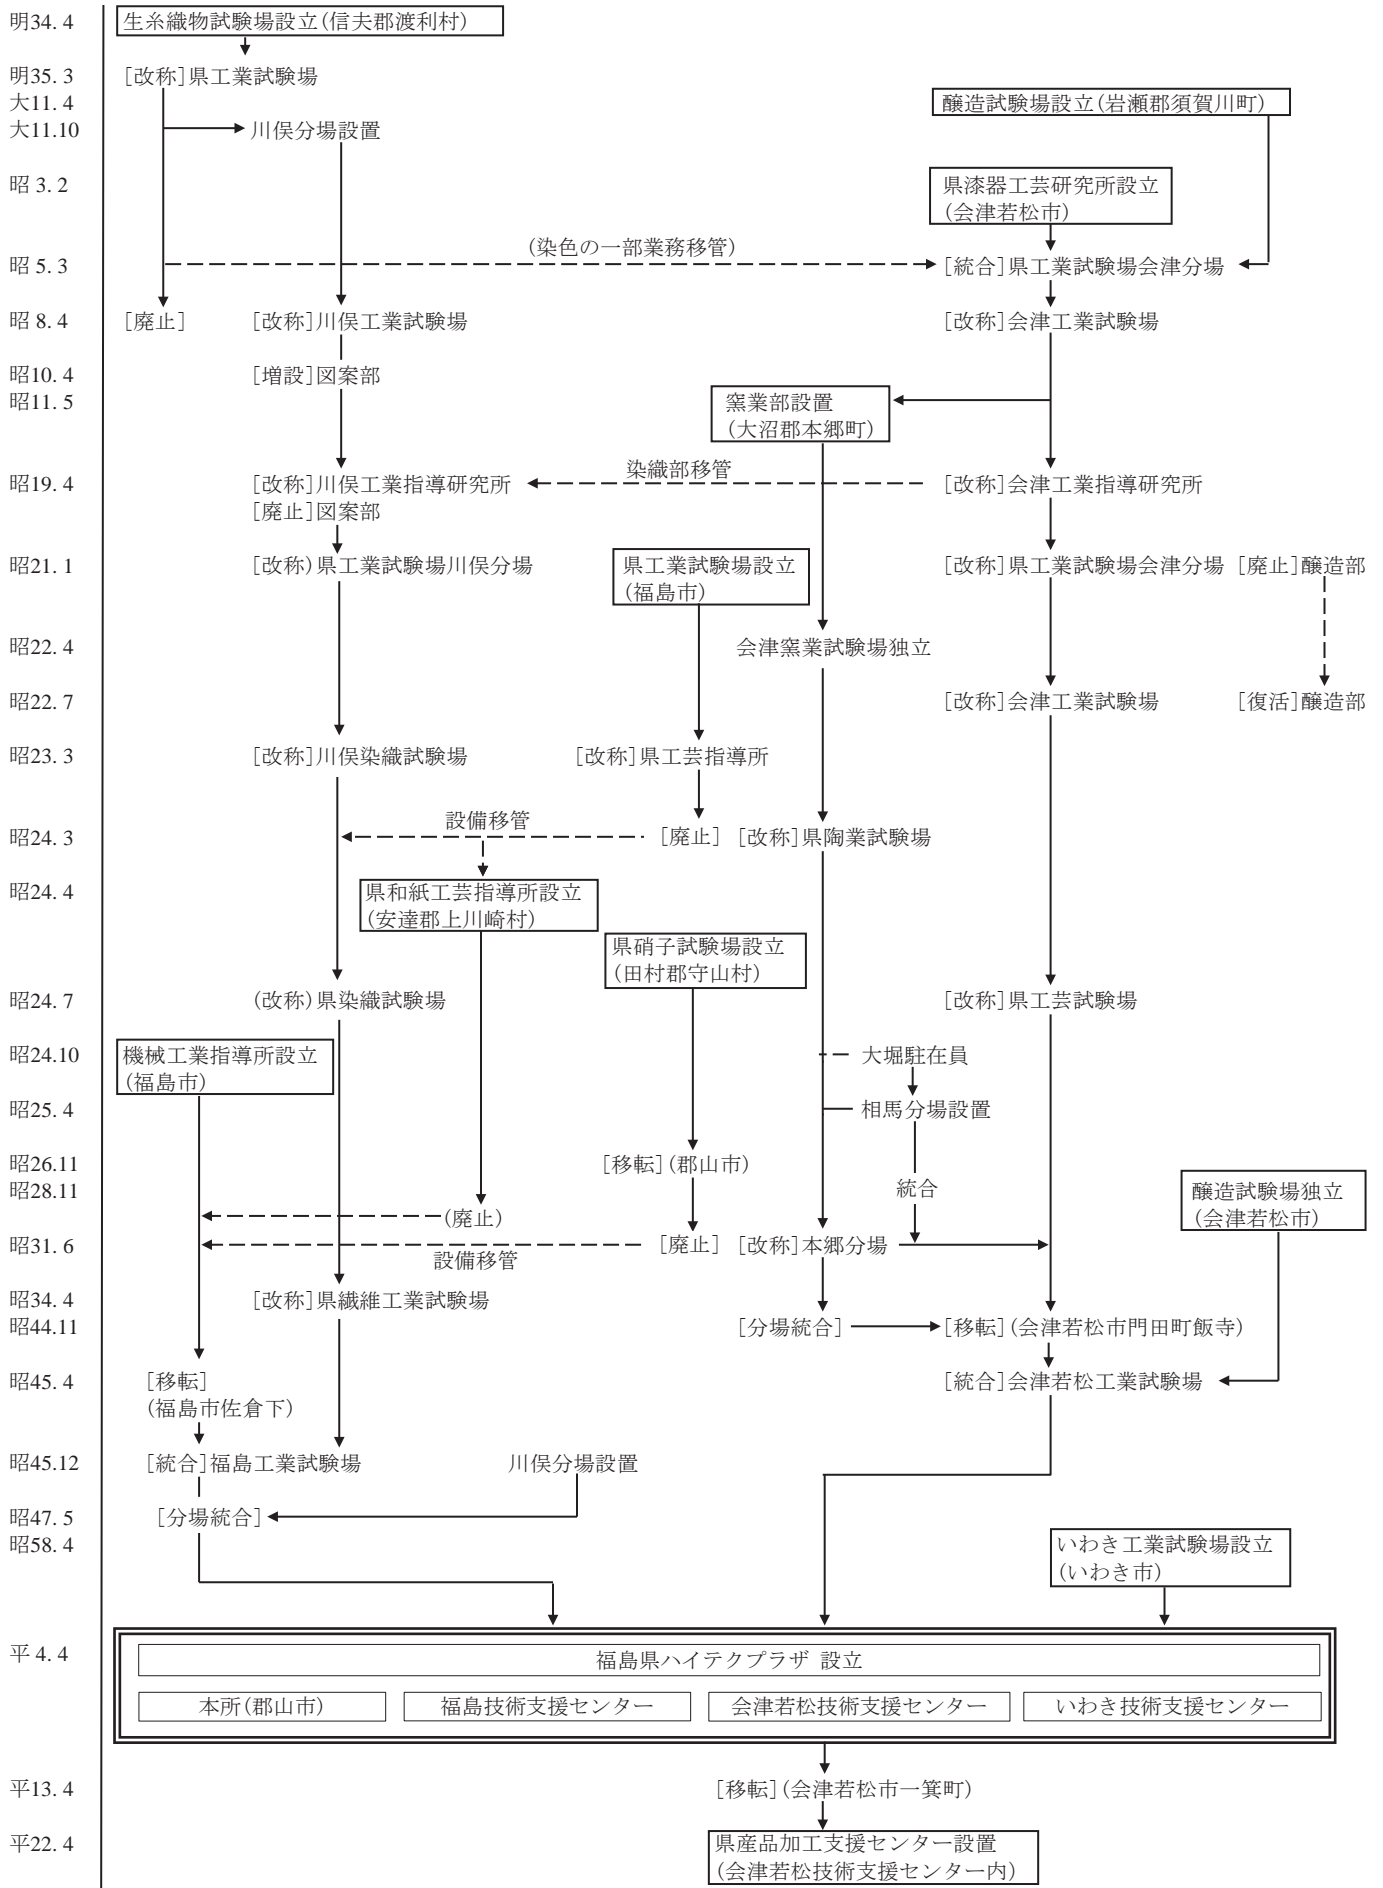 明34. 4
生糸織物試験場設立(信夫郡渡利村)
明35. 3
[改称]県工業試験場
大11. 4
醸造試験場設立(岩瀬郡須賀川町)
大11.10
川俣分場設置
昭 3. 2
県漆器工芸研究所設立
(会津若松市)
(染色の一部業務移管)
昭 5. 3
[統合]県工業試験場会津分場
昭 8. 4
[廃止]
[改称]川俣工業試験場
[改称]会津工業試験場
昭10. 4
[増設]図案部
昭11. 5
窯業部設置
(大沼郡本郷町)
染織部移管
昭19. 4
[改称]川俣工業指導研究所
[廃止]図案部
[改称]会津工業指導研究所
昭21. 1
[改称)県工業試験場川俣分場
県工業試験場設立
(福島市)
[改称]県工業試験場会津分場
[廃止]醸造部
昭22. 4
会津窯業試験場独立
昭22. 7
[改称]会津工業試験場
[復活]醸造部
昭23. 3
[改称]川俣染織試験場
[改称]県工芸指導所
設備移管
昭24. 3
[廃止]
[改称]県陶業試験場
昭24. 4
県和紙工芸指導所設立
(安達郡上川崎村)
県硝子試験場設立
(田村郡守山村)
昭24. 7
(改称)県染織試験場
[改称]県工芸試験場
昭24.10
機械工業指導所設立
(福島市)
大堀駐在員
昭25. 4
相馬分場設置
昭26.11
[移転](郡山市)
昭28.11
統合
醸造試験場独立
(会津若松市)
(廃止)
昭31. 6
[廃止]
[改称]本郷分場
設備移管
昭34. 4
[改称]県繊維工業試験場
昭44.11
[分場統合]
[移転](会津若松市門田町飯寺)
昭45. 4
[移転]
(福島市佐倉下)
[統合]会津若松工業試験場
昭45.12
[統合]福島工業試験場
川俣分場設置
昭47. 5
[分場統合]
昭58. 4
いわき工業試験場設立
(いわき市)
平 4. 4
福島県ハイテクプラザ 設立
本所(郡山市)
福島技術支援センター
会津若松技術支援センター
いわき技術支援センター
平13. 4
[移転](会津若松市一箕町)
平22. 4
県産品加工支援センター設置
(会津若松技術支援センター内)